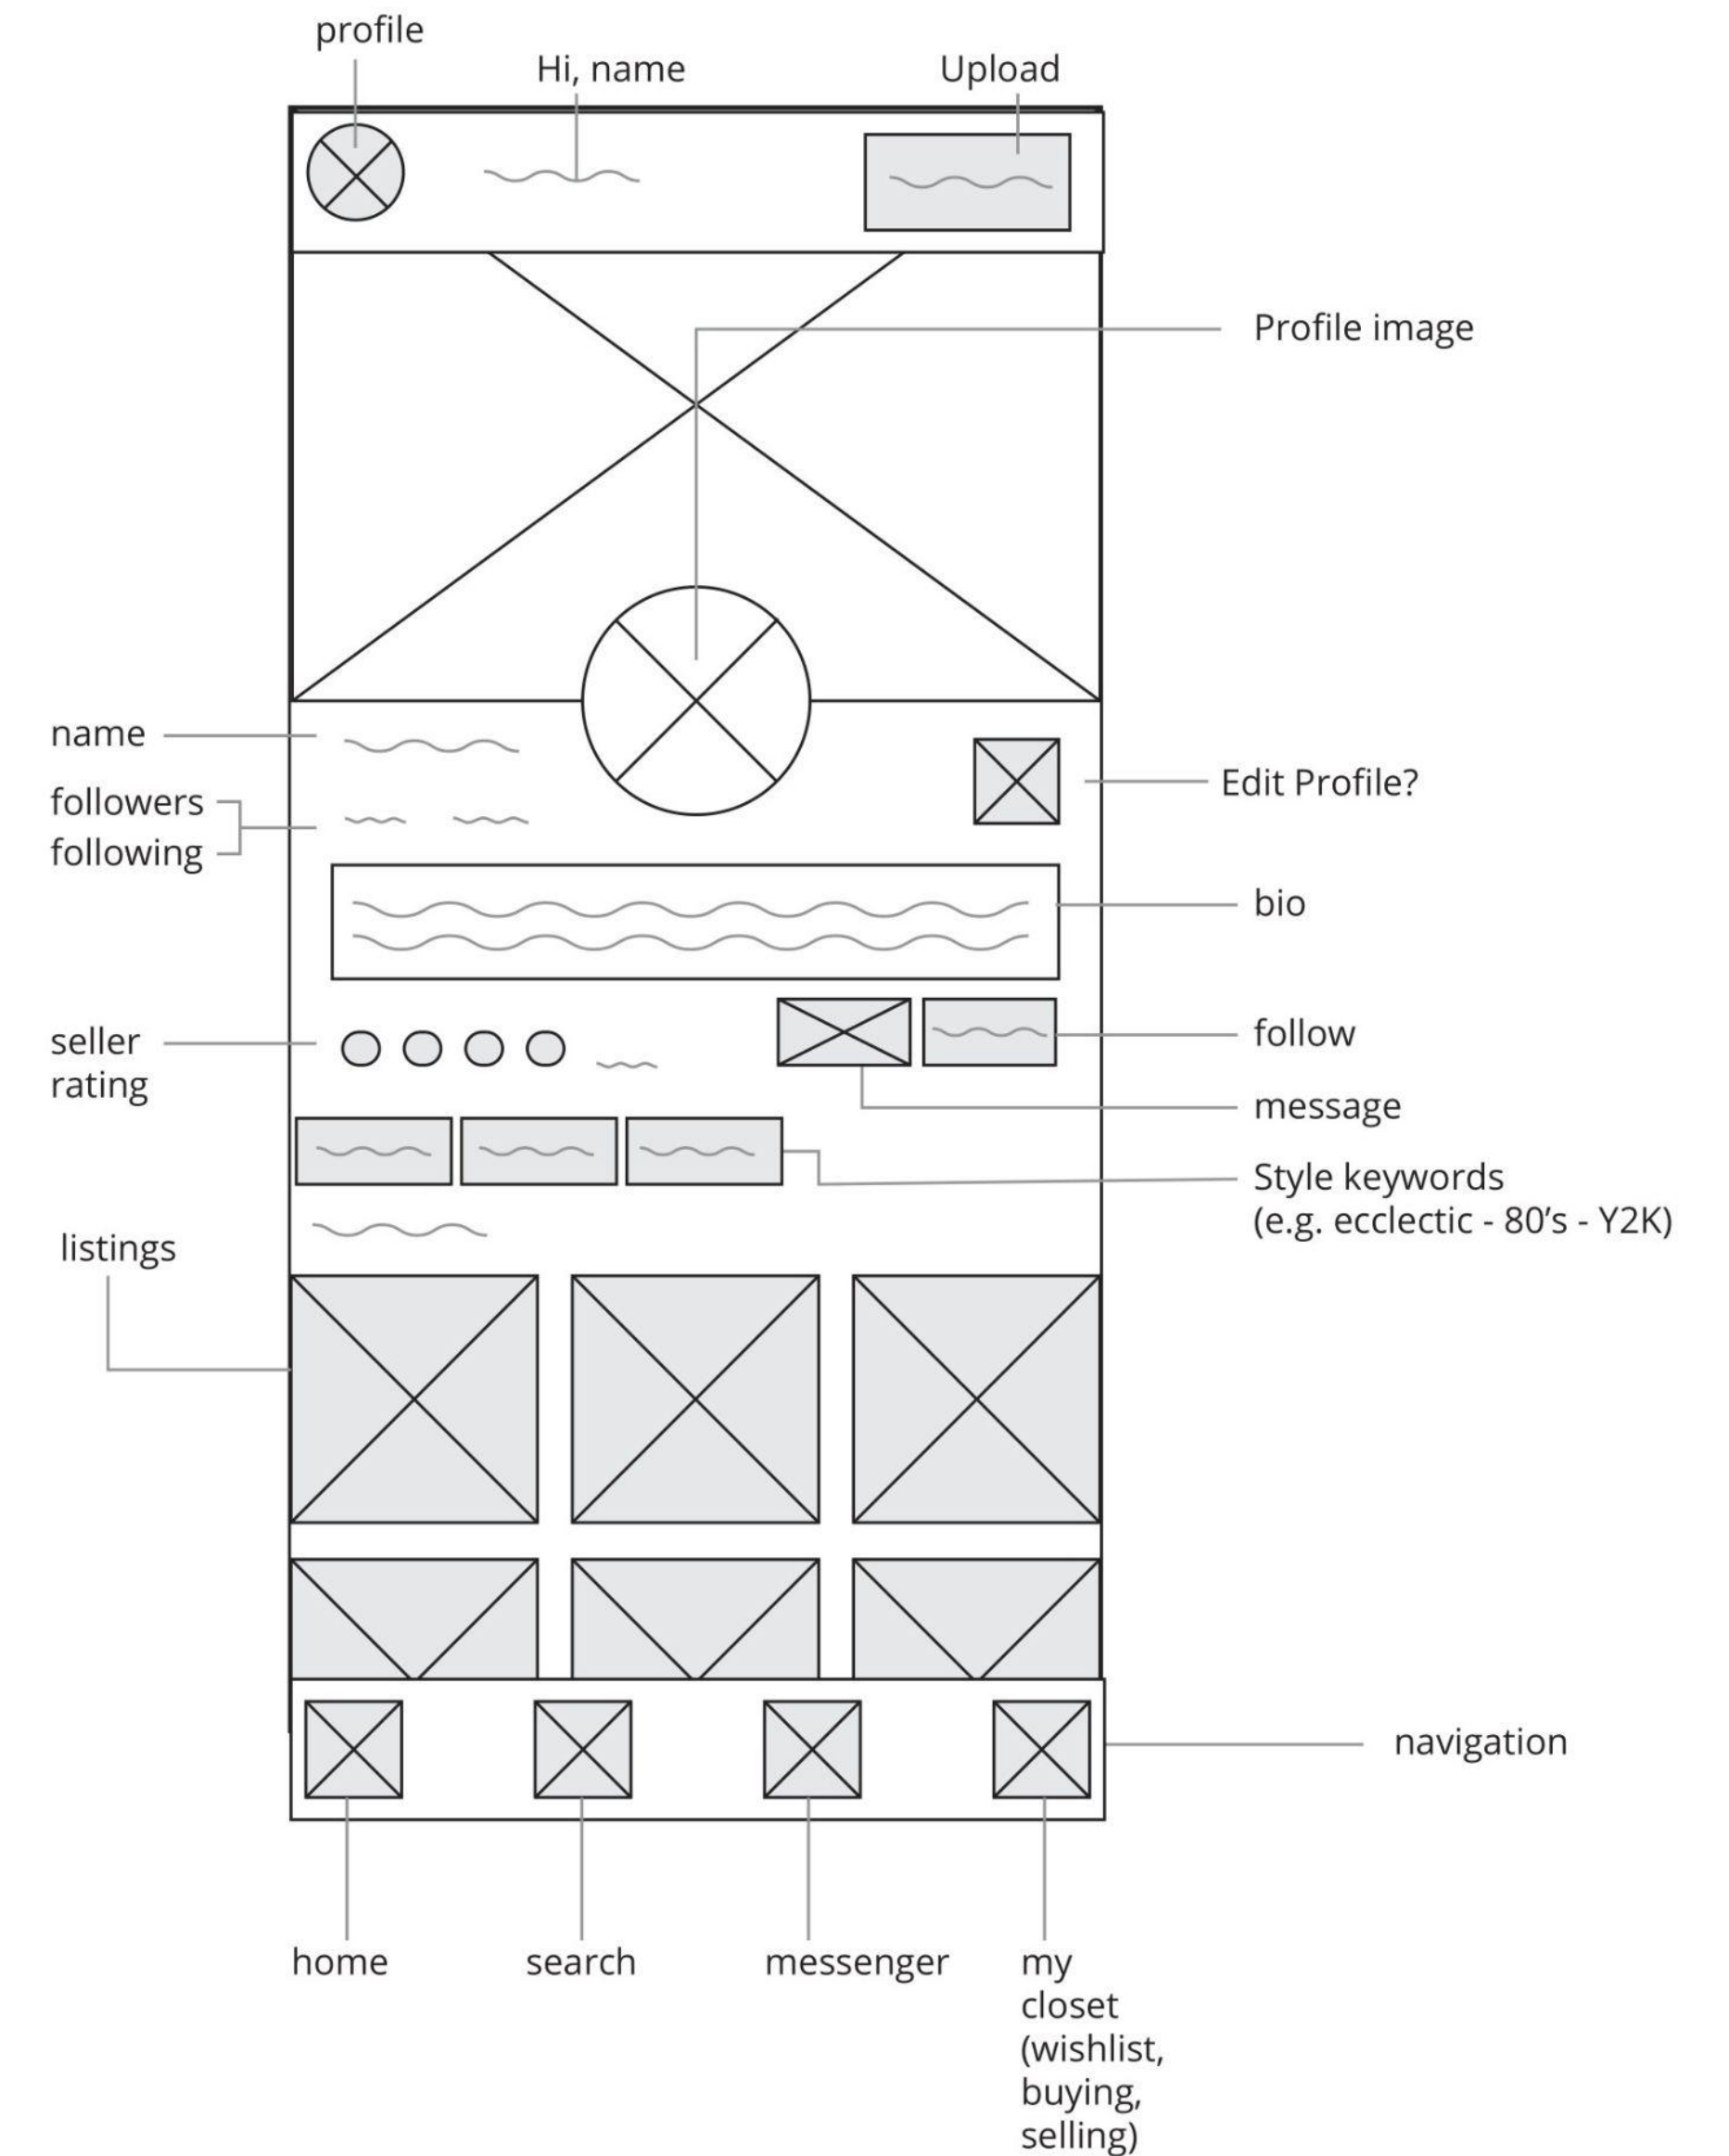 profile
Hi, name
Upload
Profile image
name
followers
following
Edit Profile?
bio
seller
rating
follow
message
Style keywords
(e.g. ecclectic - 80’s - Y2K)
listings
navigation
home
search
messenger
my
closet
(wishlist,
buying,
selling)